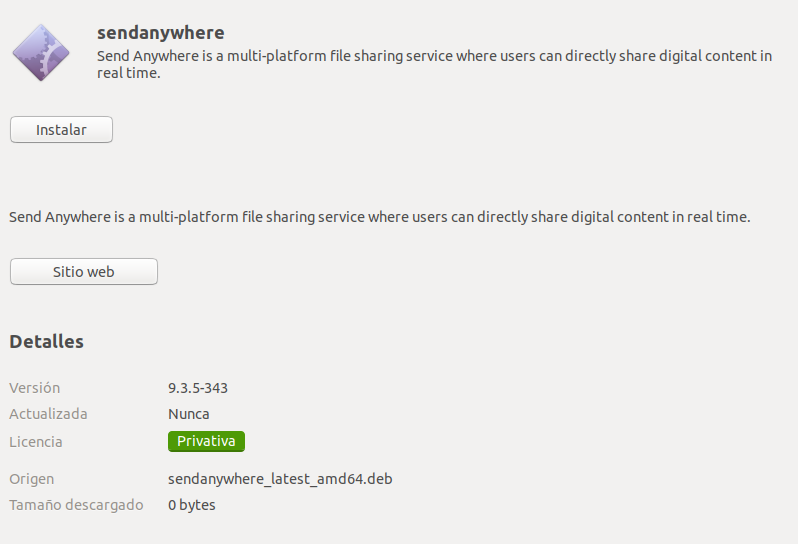 sendanywhere
Send Anywhere is a multi-platform file sharing service where users can directly share digital content in
real time.
Instalar
Send Anywhere is a multi-platform file sharing service where users can directly share digital content in real time.
Sitio web
Detalles
Versión 9.3.5-343
Actualizada Nunca
Licencia Privativa
Origen sendanywhere_latest_amd64.deb
Tamaño descargado 0 bytes